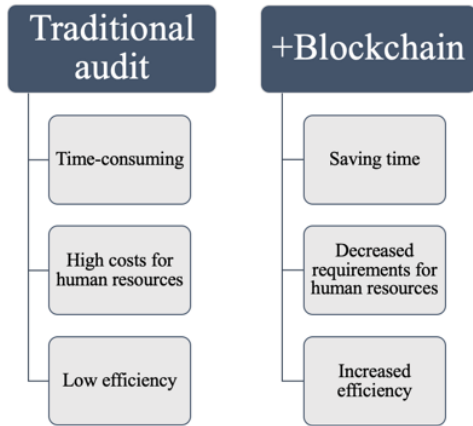 Traditional
audit
Time-consuming
High costs for
human resources
Low efficiency
+Blockchain
Saving time
Decreased
requirements for
human resources
Increased
efficiency